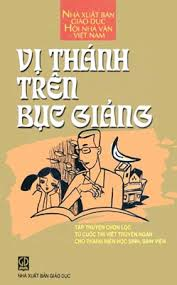 NHÀ XUẤT BẢN
GIÁO DỤC
HỘI NHÀ VĂN
VIỆT NAM
VỊ THÁNH
TRÊN
BỤC GIẢNG
TẬP TRUYỆN CHỌN LỌC
TỪ CUỘC THI VIẾT TRUYỆN NGẮN
CHO THANH NIÊN HỌC SINH, SINH VIÊN
NHÀ XUẤT BẢN GIÁO DỤC